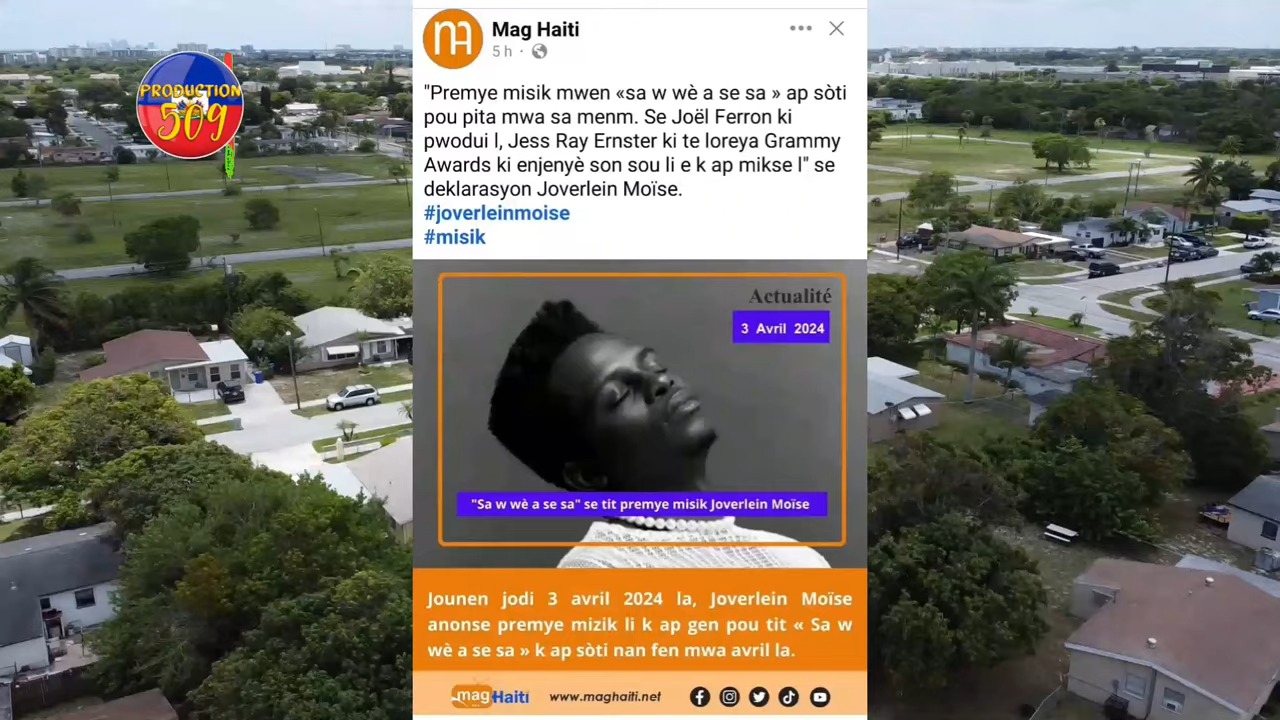 PRODUCTION
509
Mag Haiti
5 h ·
"Premye misik mwen «sa w wè a se sa » ap sòti
pou pita mwa sa menm. Se Joël Ferron ki
pwodui l, Jess Ray Ernster ki te loreya Grammy
Awards ki enjenyè son sou li e k ap mikse l" se
deklarasyon Joverlein Moïse.
#joverleinmoise
#misik
Actualité
3 Avril 2024
"Sa w wè a se sa" se tit premye misik Joverlein Moïse
Jounen jodi 3 avril 2024 la, Joverlein Moïse
anonse premye mizik li k ap gen pou tit « Sa w
wè a se sa » k ap sòti nan fen mwa avril la.
mag Haiti
www.maghaiti.net